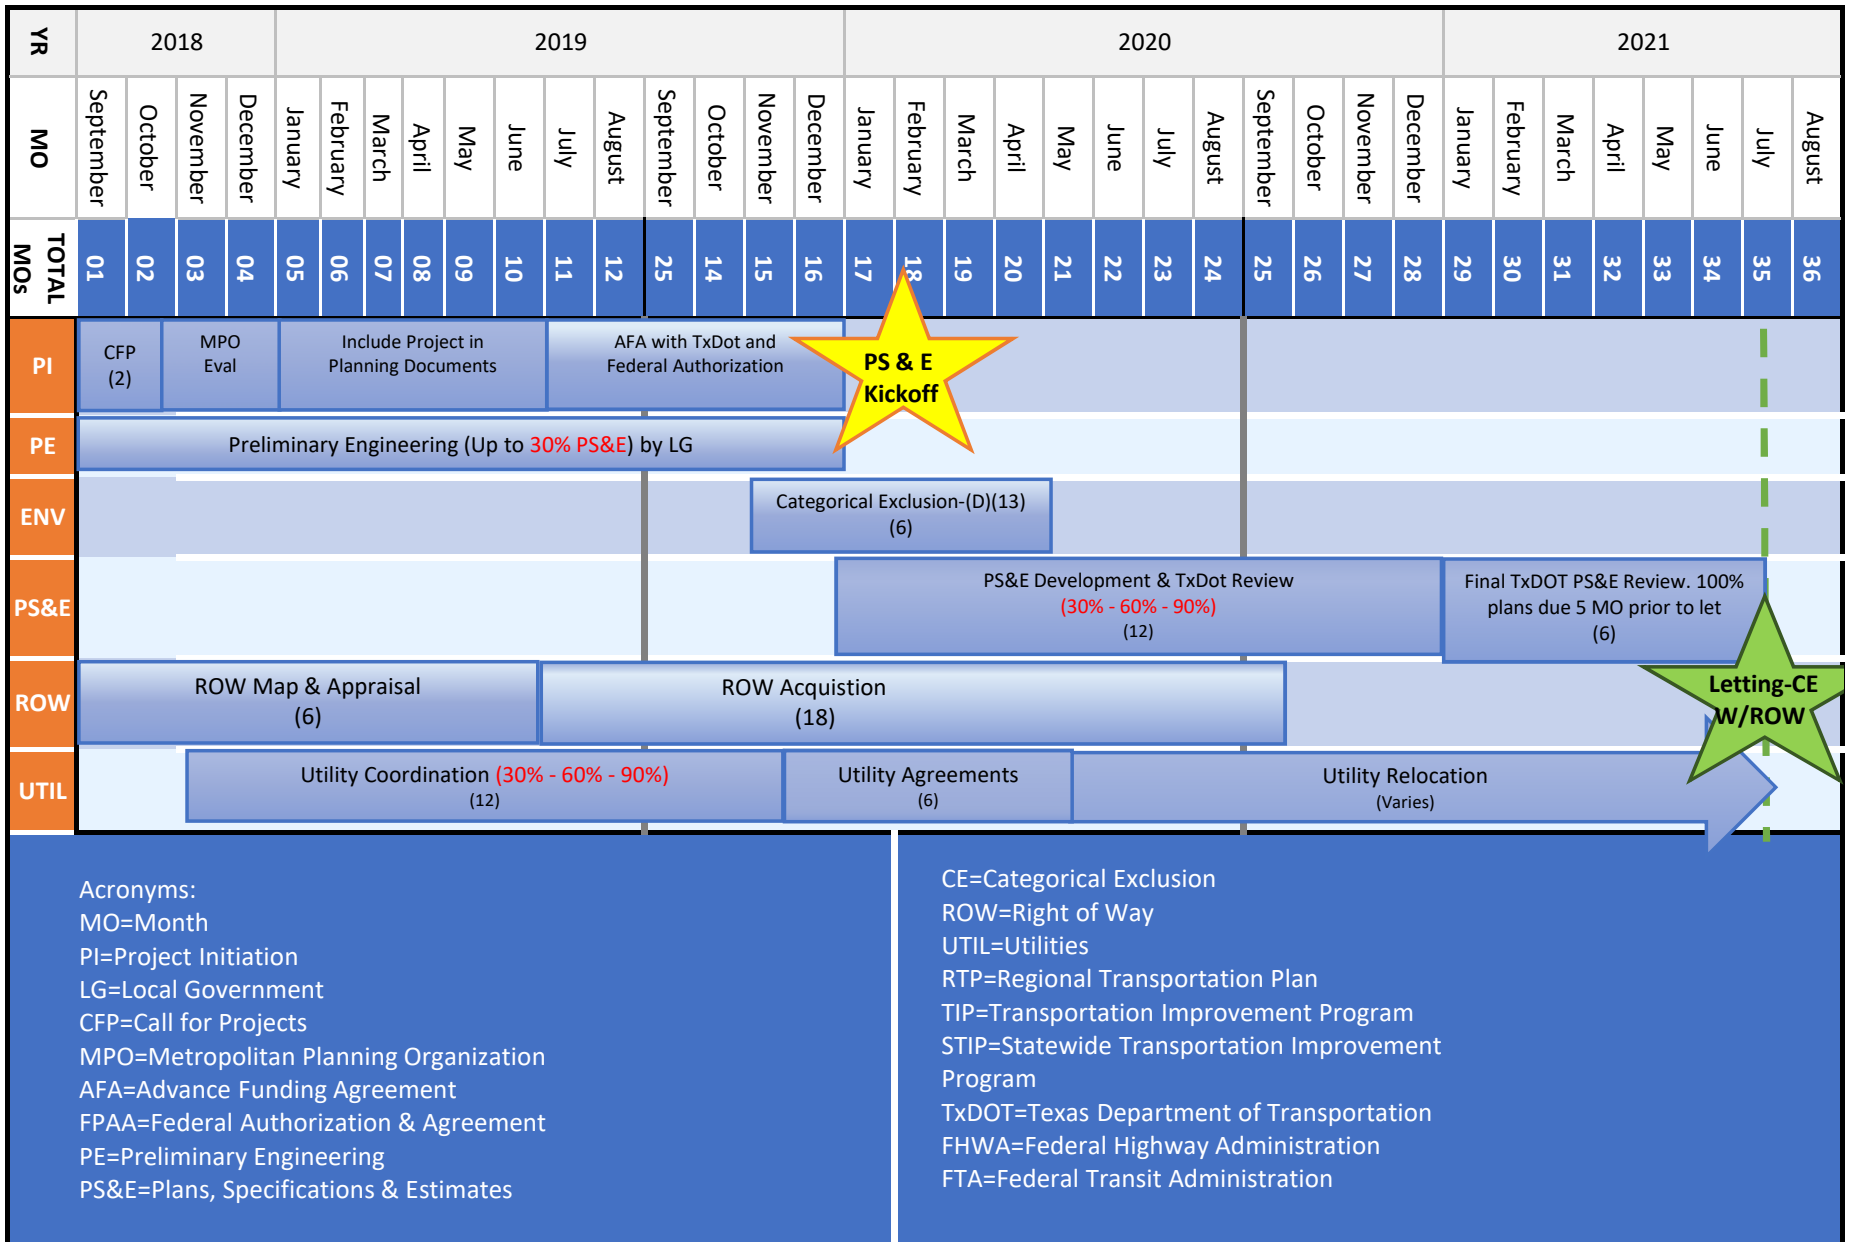 YR
2018
2019
2020
2021
MO
September
October
November
December
January
February
March
April
May
June
July
August
September
October
November
December
January
February
March
April
May
June
July
August
September
October
November
December
January
February
March
April
May
June
July
August
TOTAL
MOs
01
02
03
04
05
06
07
08
09
10
11
12
25
14
15
16
17
18
19
20
21
22
23
24
25
26
27
28
29
30
31
32
33
34
35
36
PI
CFP
(2)
MPO
Eval
Include Project in
Planning Documents
AFA with TxDot and
Federal Authorization
PS & E
Kickoff
PE
Preliminary Engineering (Up to 30% PS&E) by LG
ENV
Categorical Exclusion-(D)(13)
(6)
PS&E
PS&E Development & TxDot Review
(30% - 60% - 90%)
(12)
Final TxDOT PS&E Review. 100%
plans due 5 MO prior to let
(6)
ROW
ROW Map & Appraisal
(6)
ROW Acquistion
(18)
Letting-CE
W/ROW
UTIL
Utility Coordination (30% - 60% - 90%)
(12)
Utility Agreements
(6)
Utility Relocation
(Varies)
Acronyms:
MO=Month
PI=Project Initiation
LG=Local Government
CFP=Call for Projects
MPO=Metropolitan Planning Organization
AFA=Advance Funding Agreement
FPAA=Federal Authorization & Agreement
PE=Preliminary Engineering
PS&E=Plans, Specifications & Estimates
CE=Categorical Exclusion
ROW=Right of Way
UTIL=Utilities
RTP=Regional Transportation Plan
TIP=Transportation Improvement Program
STIP=Statewide Transportation Improvement
Program
TxDOT=Texas Department of Transportation
FHWA=Federal Highway Administration
FTA=Federal Transit Administration